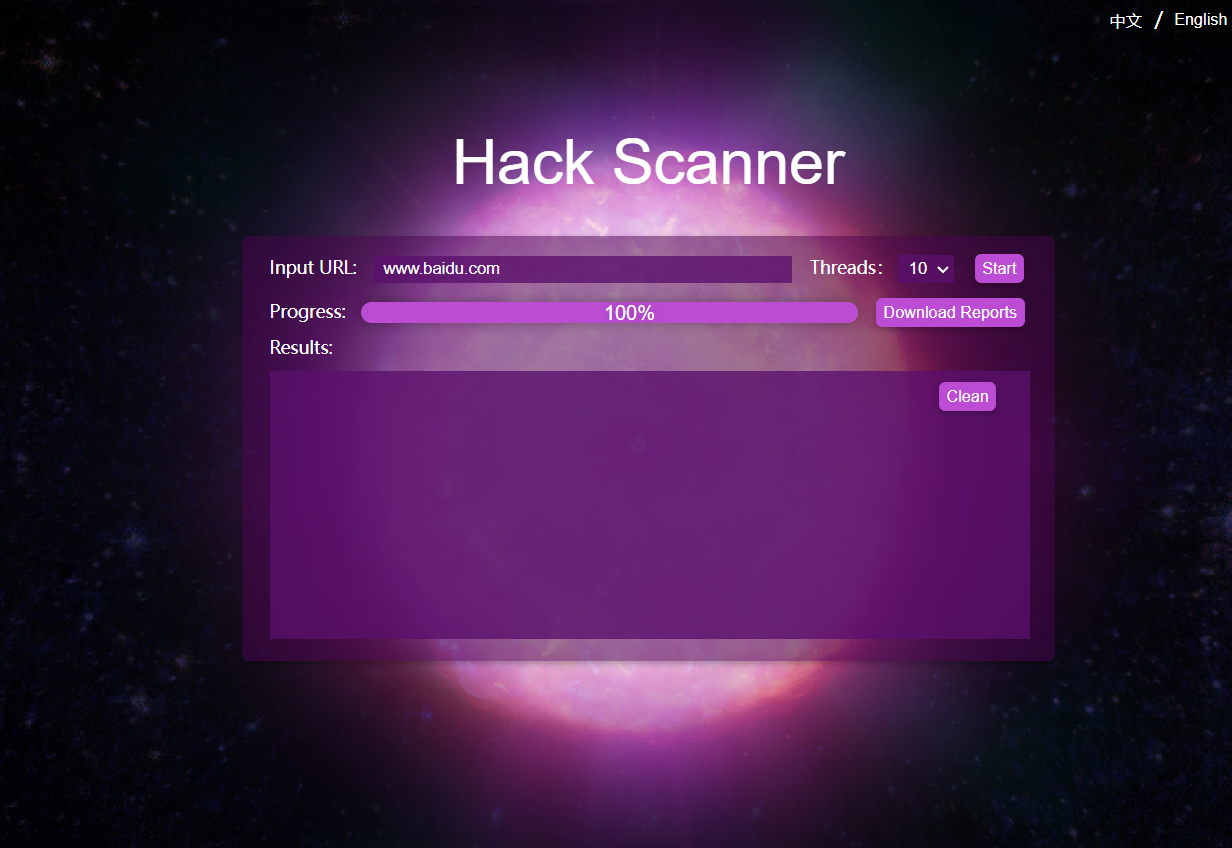 中文 / English
Hack Scanner
Input URL: www.baidu.com Threads: 10 Start
Progress: 100% Download Reports
Results:
Clean